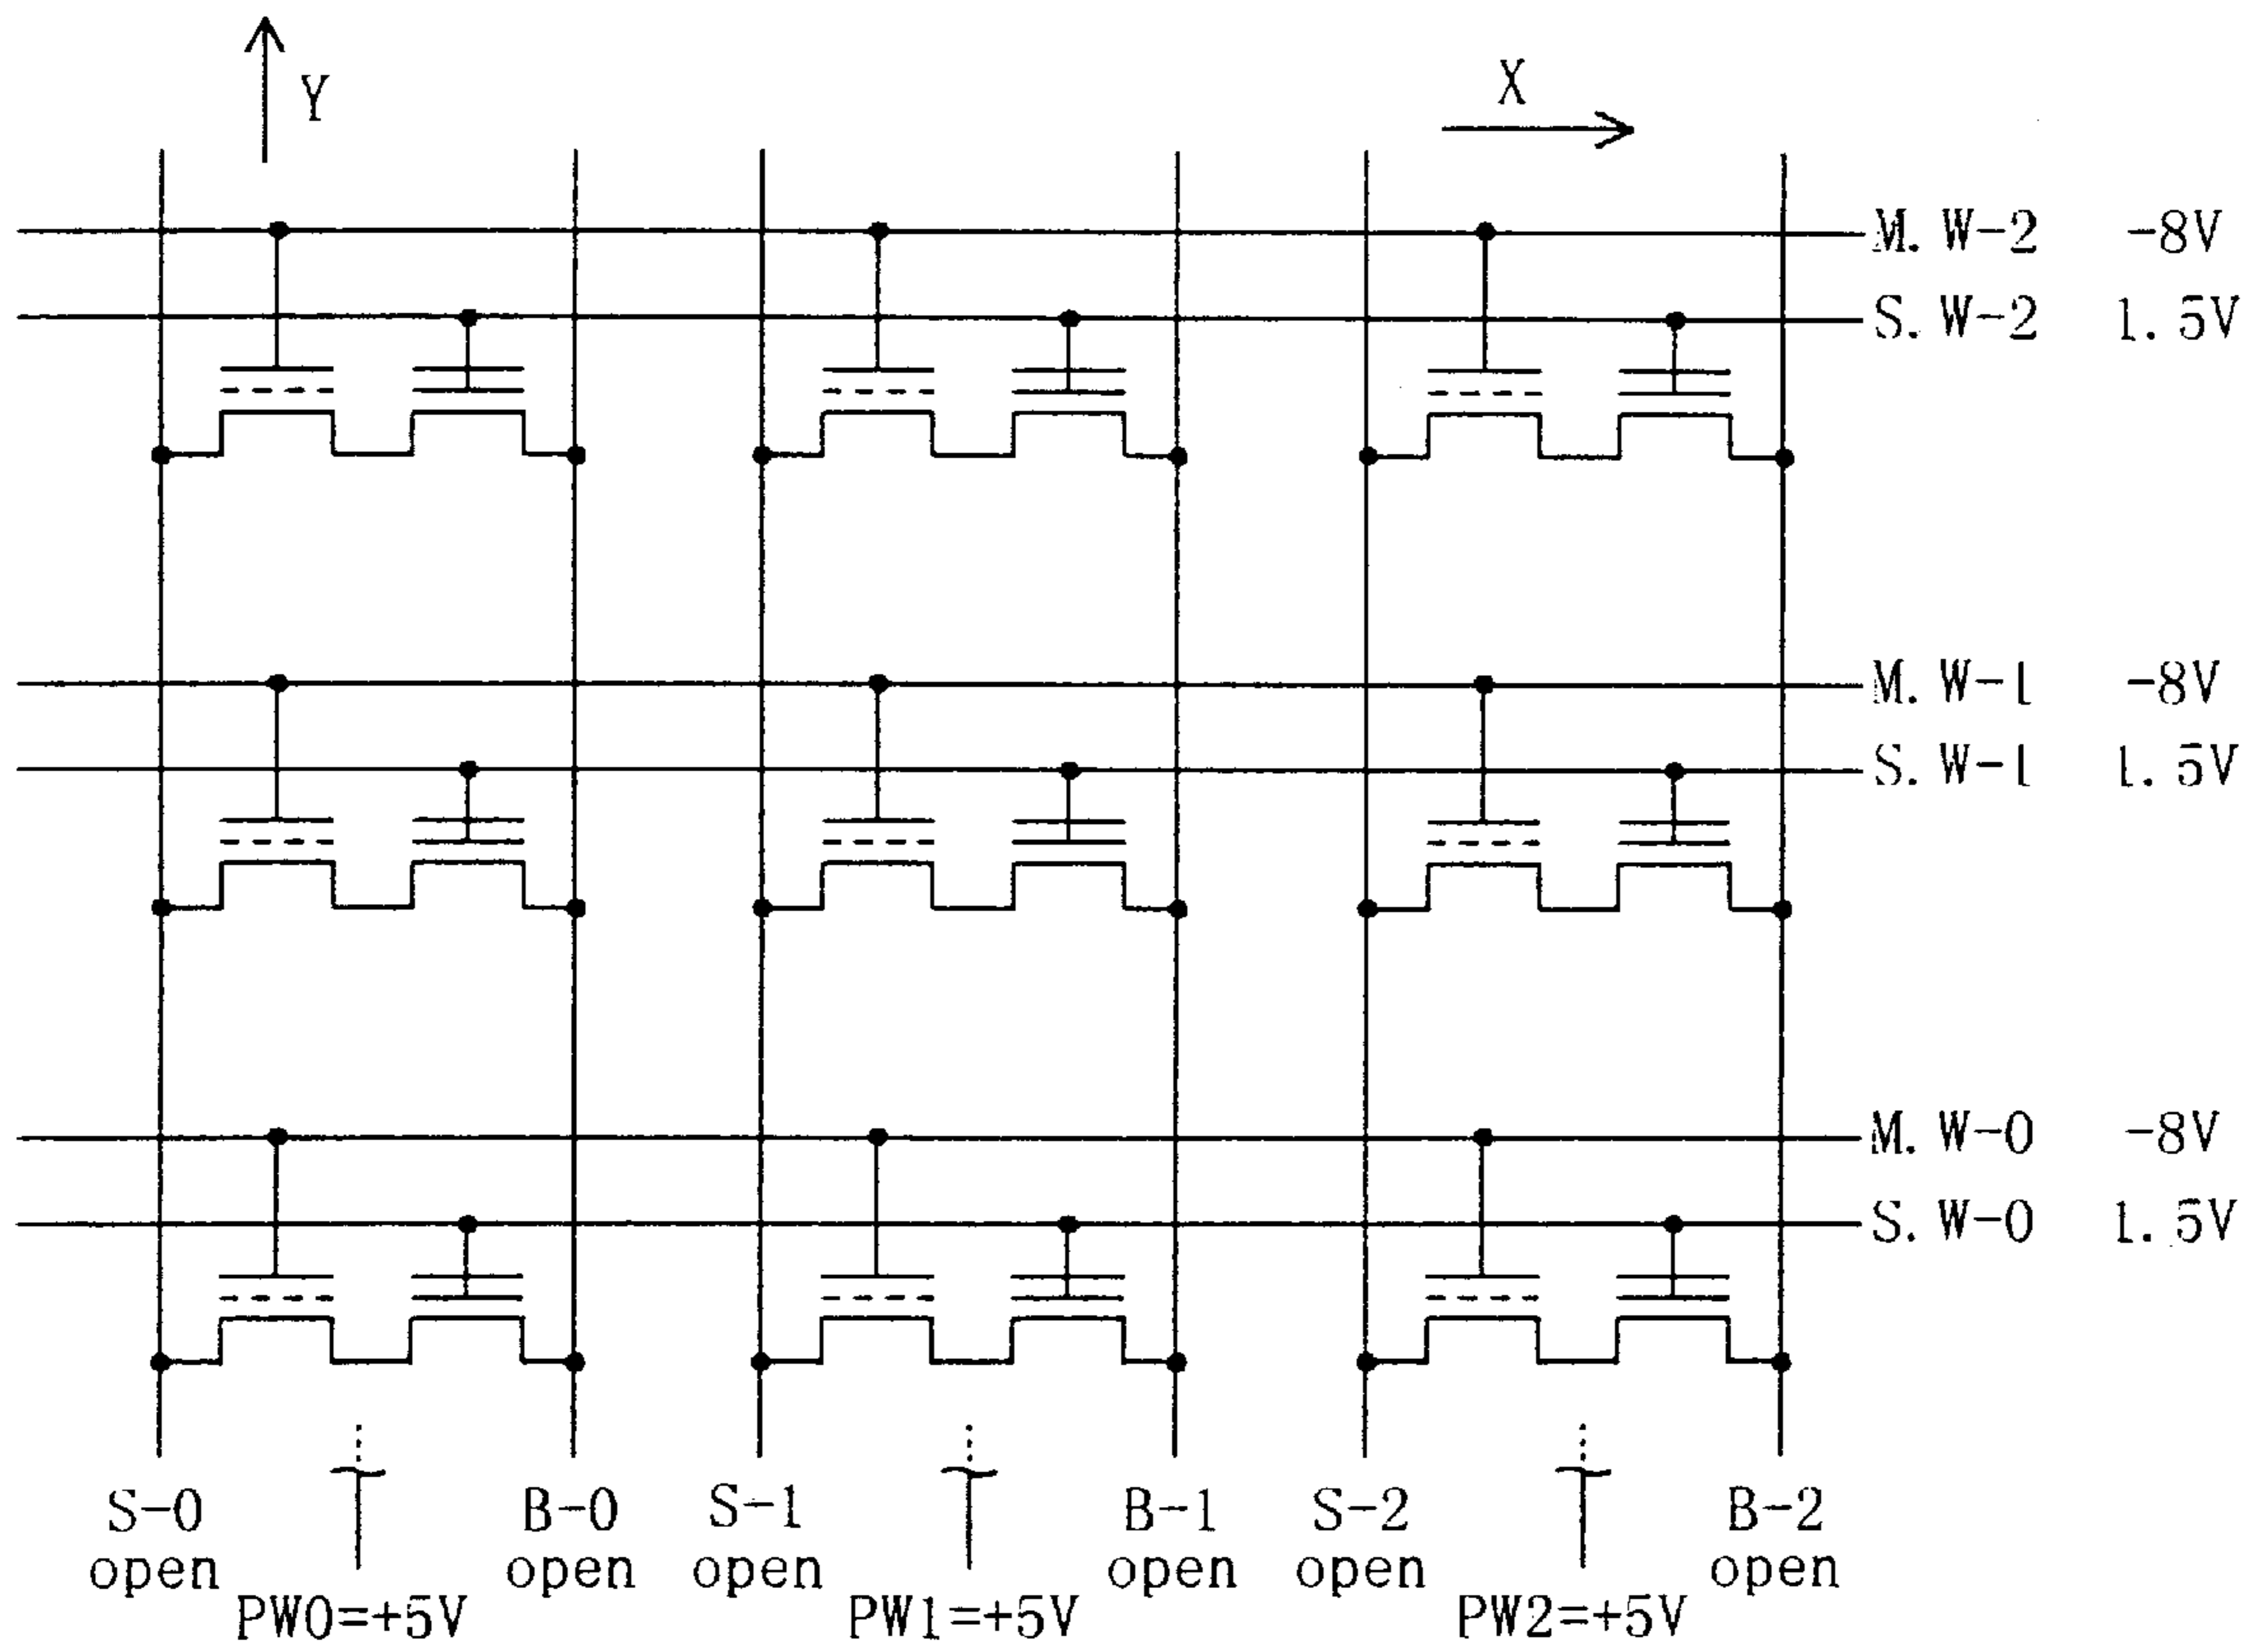 Y
X
M. W-2 -8V
S. W-2 1. 5V
M. W-1 -8V
S. W-1 1. 5V
M. W-0 -8V
S. W-0 1. 5V
S-0 B-0 S-1 B-1 S-2 B-2
open open open open open open
PW0=+5V PW1=+5V PW2=+5V